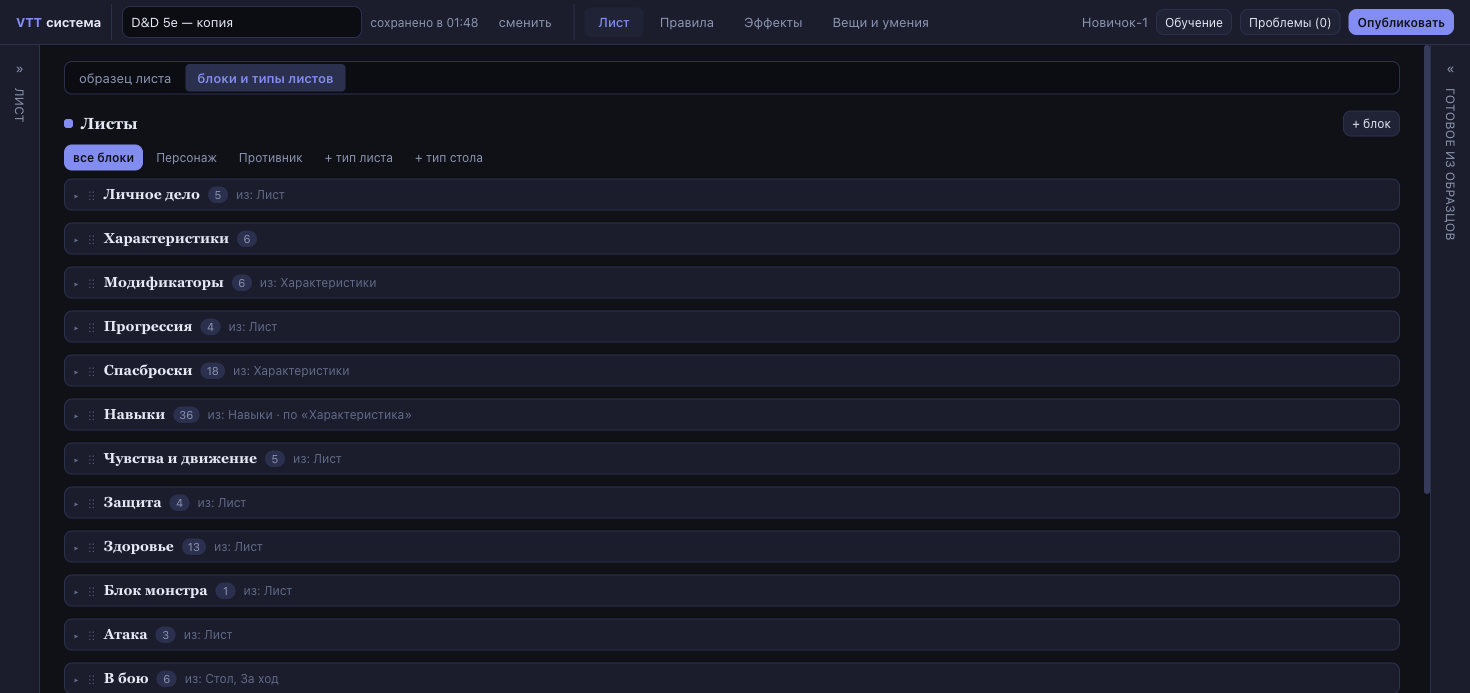 VTT система D&D 5e — копия сохранено в 01:48 сменить Лист Правила Эффекты Вещи и умения Новичок-1 Обучение Проблемы (0) Опубликовать
» ЛИСТ
« ГОТОВОЕ ИЗ ОБРАЗЦОВ
образец листа блоки и типы листов
Листы + блок
все блоки Персонаж Противник + тип листа + тип стола
Личное дело 5 из: Лист
Характеристики 6
Модификаторы 6 из: Характеристики
Прогрессия 4 из: Лист
Спасброски 18 из: Характеристики
Навыки 36 из: Навыки · по «Характеристика»
Чувства и движение 5 из: Лист
Защита 4 из: Лист
Здоровье 13 из: Лист
Блок монстра 1 из: Лист
Атака 3 из: Лист
В бою 6 из: Стол, За ход